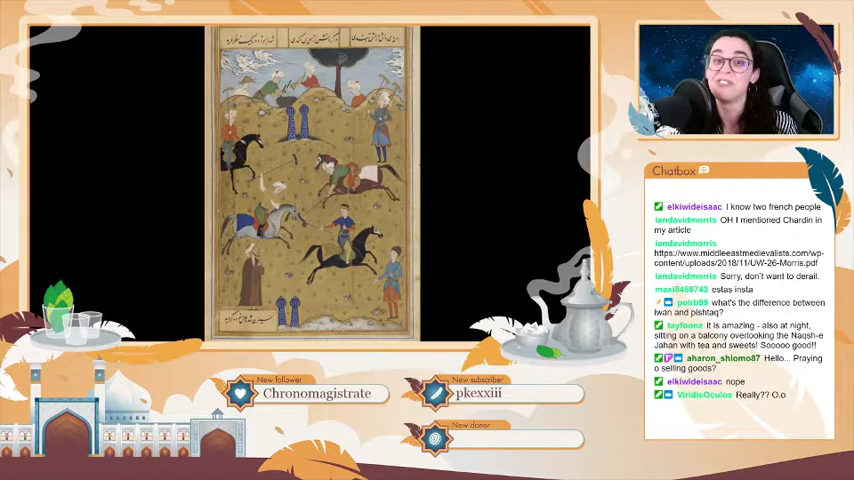 Chatbox
elkiwideisaac I know two french people
iandavidmorris OH I mentioned Chardin in
my article
iandavidmorris
https://www.middleeastmedievalists.com/wp-
content/uploads/2018/11/UW-26-Morris.pdf
iandavidmorris Sorry, don't want to derail.
maxi8456743 estas insta
polrb99 what's the difference between
iwan and pishtaq?
tayfoonz It is amazing - also at night,
sitting on a balcony overlooking the Naqsh-e
Jahan with tea and sweets! Sooooo good!!
aharon_shlomo87 Hello... Praying
o selling goods?
elkiwideisaac nope
ViridisOculos Really?? O.o
New follower
Chronomagistrate
New subscriber
pkexxiii
New donor